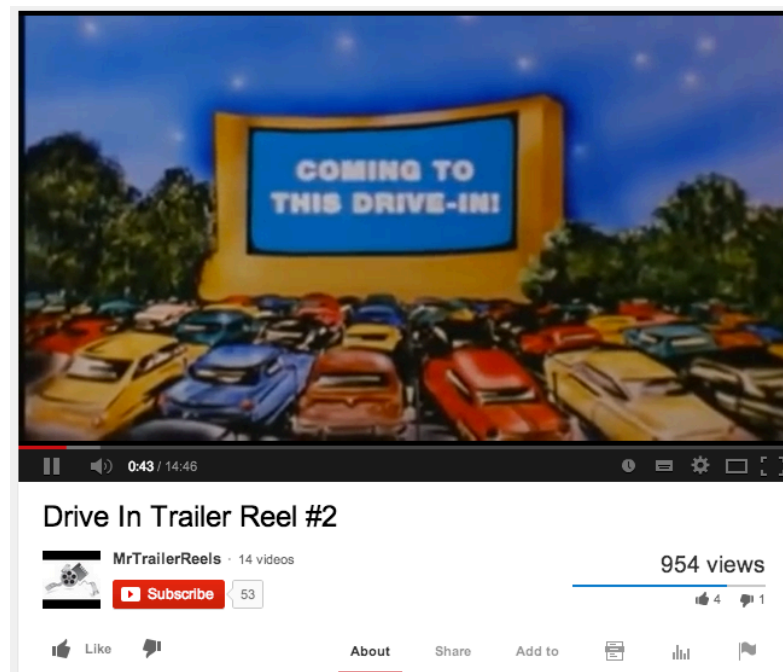 COMING TO
THIS DRIVE-IN!
0:43 / 14:46
Drive In Trailer Reel #2
MrTrailerReels · 14 videos
954 views
Subscribe 53
4 1
Like About Share Add to